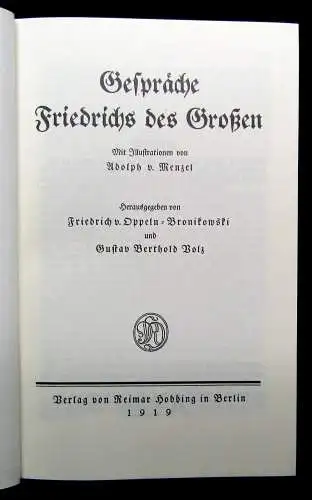 Gespräche
Friedrichs des Großen
Mit Illustrationen von
Adolph v. Menzel
Herausgegeben von
Friedrich v. Oppeln-Bronikowski
und
Gustav Berthold Volz
Verlag von Reimar Hobbing in Berlin
1919